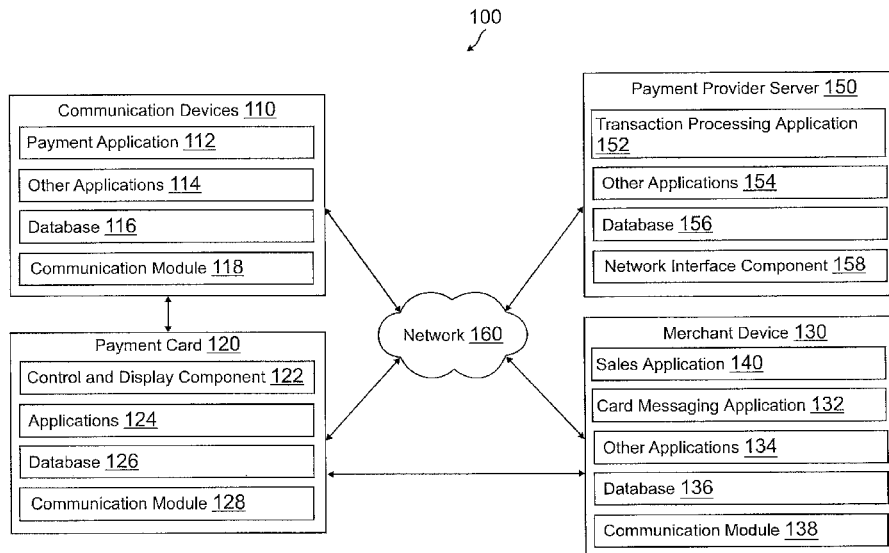 100
Communication Devices 110
Payment Application 112
Other Applications 114
Database 116
Communication Module 118
Payment Provider Server 150
Transaction Processing Application
152
Other Applications 154
Database 156
Network Interface Component 158
Network 160
Payment Card 120
Control and Display Component 122
Applications 124
Database 126
Communication Module 128
Merchant Device 130
Sales Application 140
Card Messaging Application 132
Other Applications 134
Database 136
Communication Module 138